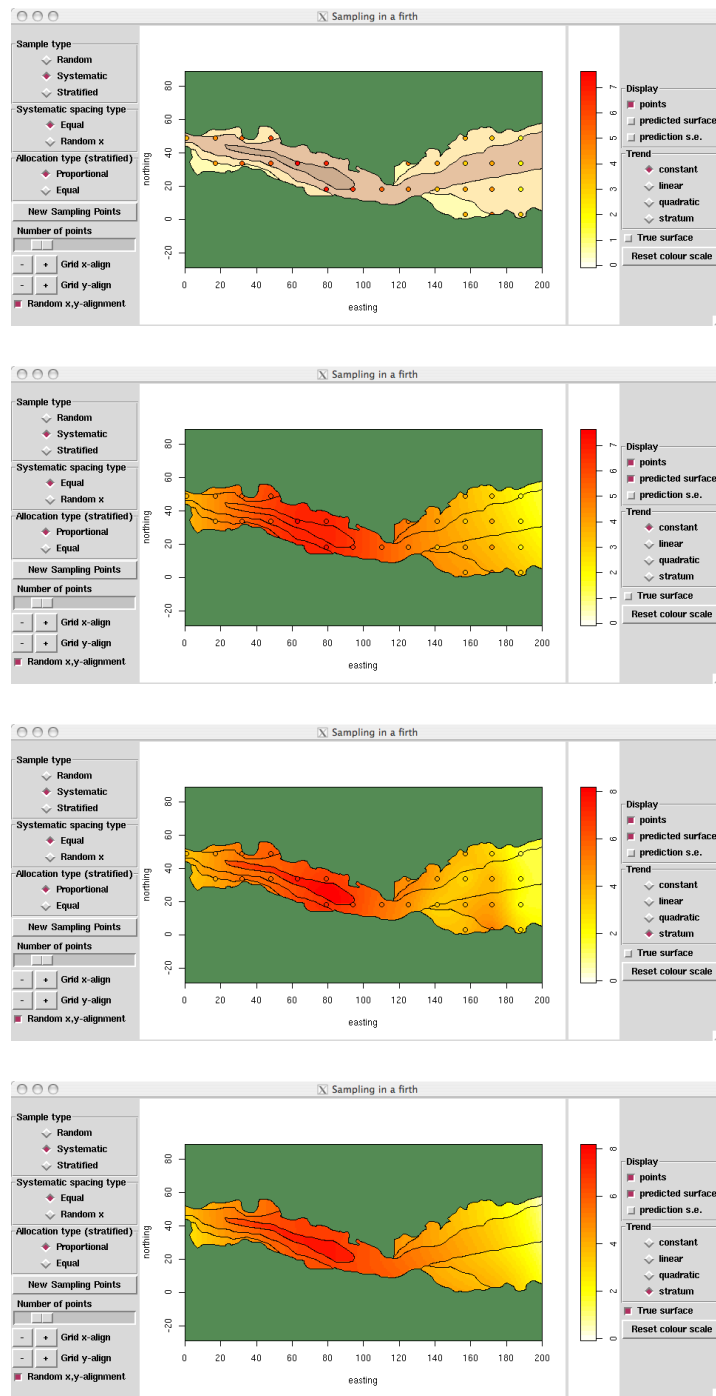 Sampling in a firth
Sample type
Random
Systematic
Stratified
Systematic spacing type
Equal
Random x
Allocation type (stratified)
Proportional
Equal
New Sampling Points
Number of points
- + Grid x-align
- + Grid y-align
Random x,y-alignment
northing
80
60
40
20
0
-20
0 20 40 60 80 100 120 140 160 180 200
easting
7
6
5
4
3
2
1
0
Display
points
predicted surface
prediction s.e.
Trend
constant
linear
quadratic
stratum
True surface
Reset colour scale
Sampling in a firth
Sample type
Random
Systematic
Stratified
Systematic spacing type
Equal
Random x
Allocation type (stratified)
Proportional
Equal
New Sampling Points
Number of points
- + Grid x-align
- + Grid y-align
Random x,y-alignment
northing
80
60
40
20
0
-20
0 20 40 60 80 100 120 140 160 180 200
easting
7
6
5
4
3
2
1
0
Display
points
predicted surface
prediction s.e.
Trend
constant
linear
quadratic
stratum
True surface
Reset colour scale
Sampling in a firth
Sample type
Random
Systematic
Stratified
Systematic spacing type
Equal
Random x
Allocation type (stratified)
Proportional
Equal
New Sampling Points
Number of points
- + Grid x-align
- + Grid y-align
Random x,y-alignment
northing
80
60
40
20
0
-20
0 20 40 60 80 100 120 140 160 180 200
easting
8
6
4
2
0
Display
points
predicted surface
prediction s.e.
Trend
constant
linear
quadratic
stratum
True surface
Reset colour scale
Sampling in a firth
Sample type
Random
Systematic
Stratified
Systematic spacing type
Equal
Random x
Allocation type (stratified)
Proportional
Equal
New Sampling Points
Number of points
- + Grid x-align
- + Grid y-align
Random x,y-alignment
northing
80
60
40
20
0
-20
0 20 40 60 80 100 120 140 160 180 200
easting
8
6
4
2
0
Display
points
predicted surface
prediction s.e.
Trend
constant
linear
quadratic
stratum
True surface
Reset colour scale